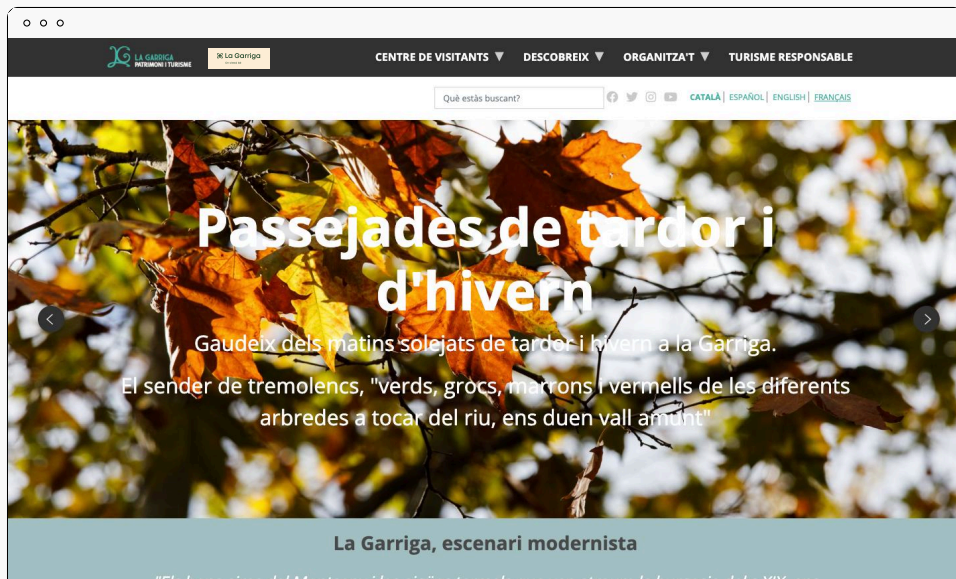 LA GARRIGA
PATRIMONI I TURISME
La Garriga
CENTRE DE VISITANTS ▼ DESCOBREIX ▼ ORGANITZA'T ▼ TURISME RESPONSABLE
Què estàs buscant?
CATALÀ| ESPAÑOL| ENGLISH| FRANÇAIS
Passejades de tardor i
d'hivern
Gaudeix dels matins solejats de tardor i hivern a la Garriga.
El sender de tremolencs, "verds, grocs, marrons i vermells de les diferents
arbredes a tocar del riu, ens duen vall amunt"
La Garriga, escenari modernista